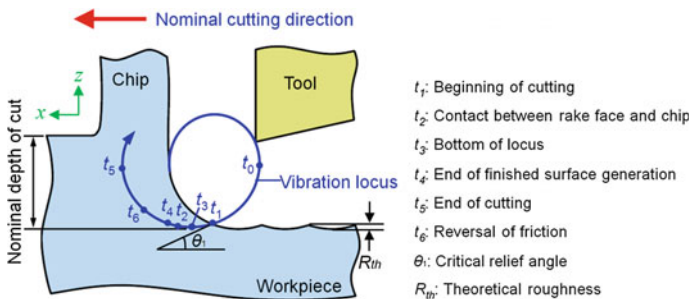 Nominal cutting direction
Chip
Tool
z
x
Nominal depth of cut
t5
t0
Vibration locus
t6
t4
t2
t3
t1
θ1
Rth
Workpiece
t1: Beginning of cutting
t2: Contact between rake face and chip
t3: Bottom of locus
t4: End of finished surface generation
t5: End of cutting
t6: Reversal of friction
θ1: Critical relief angle
Rth: Theoretical roughness